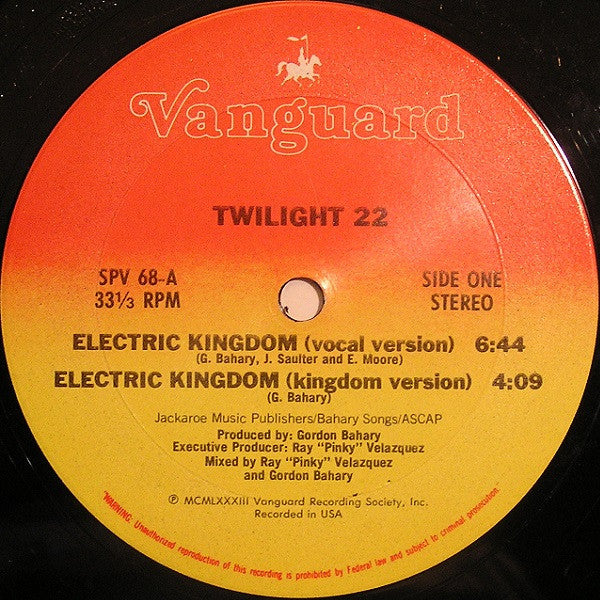 Vanguard
TWILIGHT 22
SPV 68-A
33⅓ RPM
SIDE ONE
STEREO
ELECTRIC KINGDOM (vocal version) 6:44
(G. Bahary, J. Saulter and E. Moore)
ELECTRIC KINGDOM (kingdom version) 4:09
(G. Bahary)
Jackaroe Music Publishers/Bahary Songs/ASCAP
Produced by: Gordon Bahary
Executive Producer: Ray "Pinky" Velazquez
Mixed by Ray "Pinky" Velazquez
and Gordon Bahary
℗ MCMLXXXIII Vanguard Recording Society, Inc.
Recorded in USA
"WARNING: Unauthorized reproduction of this recording is prohibited by Federal law and subject to criminal prosecution."